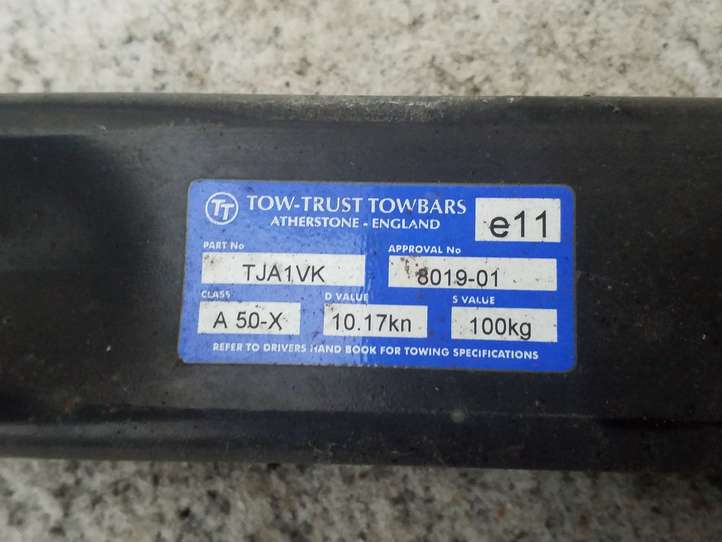 TT TOW-TRUST TOWBARS
ATHERSTONE - ENGLAND
e11
PART No APPROVAL No
TJA1VK 8019-01
CLASS D VALUE S VALUE
A 50-X 10.17kn 100kg
REFER TO DRIVERS HAND BOOK FOR TOWING SPECIFICATIONS